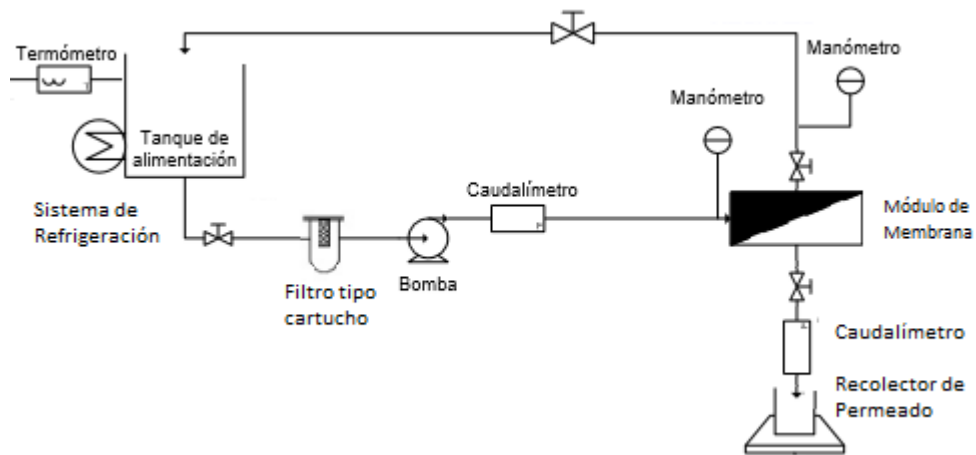 Termómetro
Manómetro
Manómetro
Tanque de
alimentación
Caudalímetro
Sistema de
Refrigeración
Módulo de
Membrana
Filtro tipo
cartucho
Bomba
Caudalímetro
Recolector de
Permeado